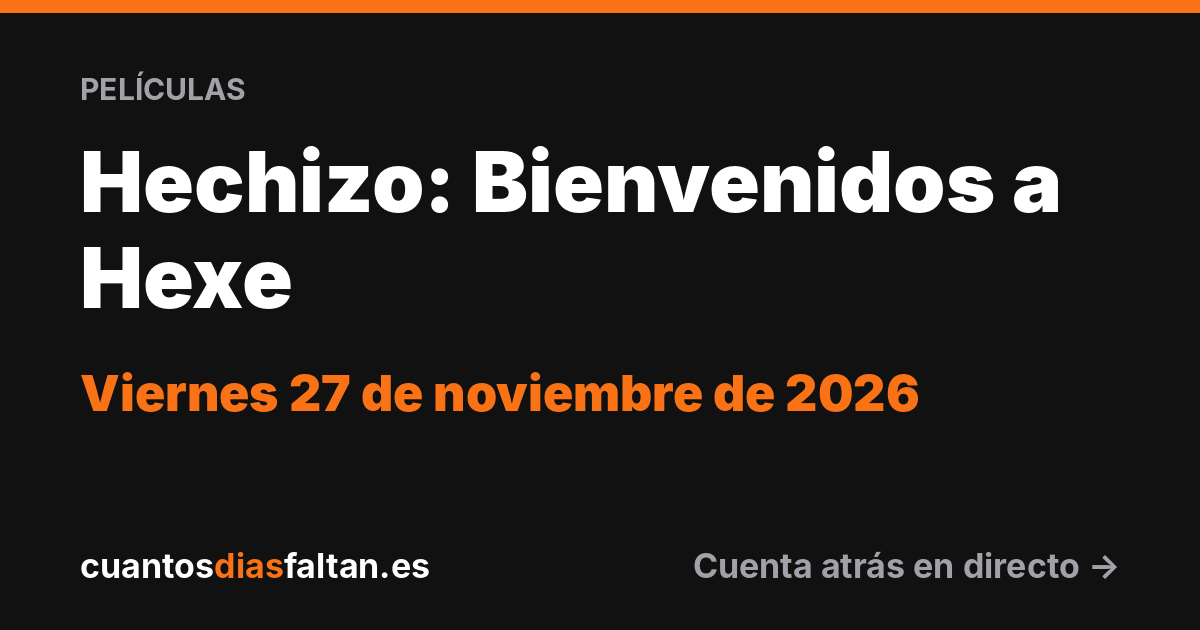 PELÍCULAS
Hechizo: Bienvenidos a
Hexe
Viernes 27 de noviembre de 2026
cuantosdiasfaltan.es
Cuenta atrás en directo →